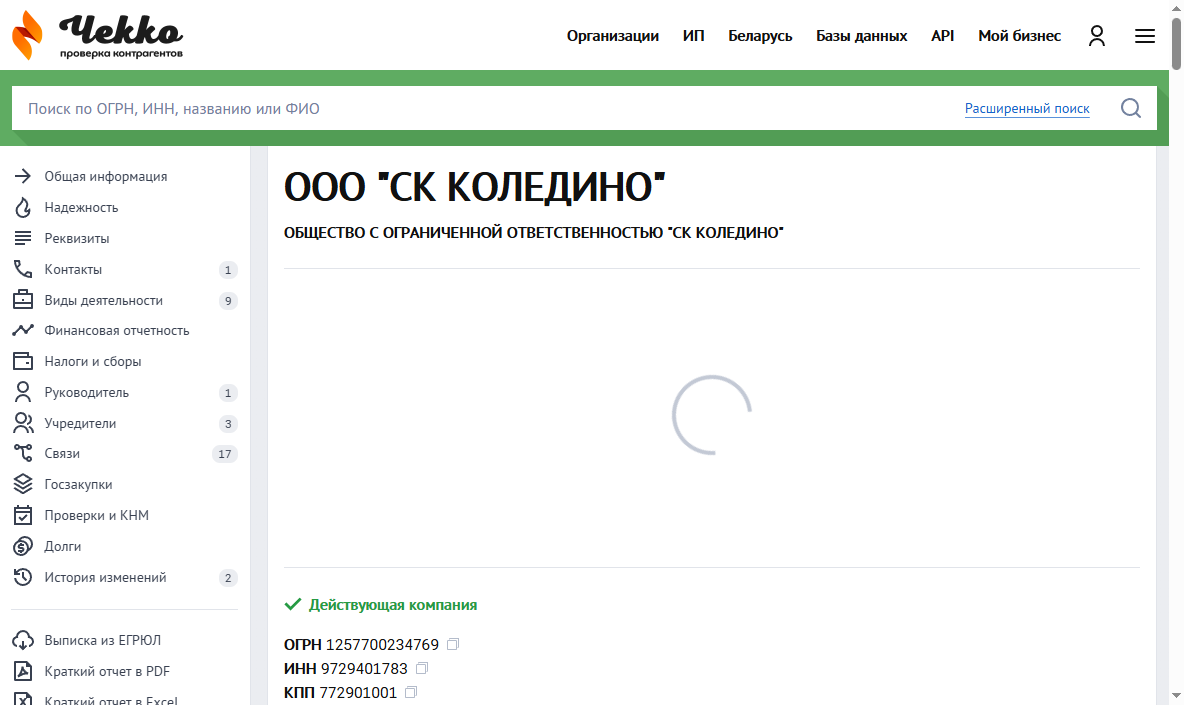 Чекко
проверка контрагентов
Организации ИП Беларусь Базы данных API Мой бизнес
Поиск по ОГРН, ИНН, названию или ФИО Расширенный поиск
Общая информация
Надежность
Реквизиты
Контакты 1
Виды деятельности 9
Финансовая отчетность
Налоги и сборы
Руководитель 1
Учредители 3
Связи 17
Госзакупки
Проверки и КНМ
Долги
История изменений 2
Выписка из ЕГРЮЛ
Краткий отчет в PDF
Краткий отчет в Excel
ООО "СК КОЛЕДИНО"
ОБЩЕСТВО С ОГРАНИЧЕННОЙ ОТВЕТСТВЕННОСТЬЮ "СК КОЛЕДИНО"
Действующая компания
ОГРН 1257700234769
ИНН 9729401783
КПП 772901001